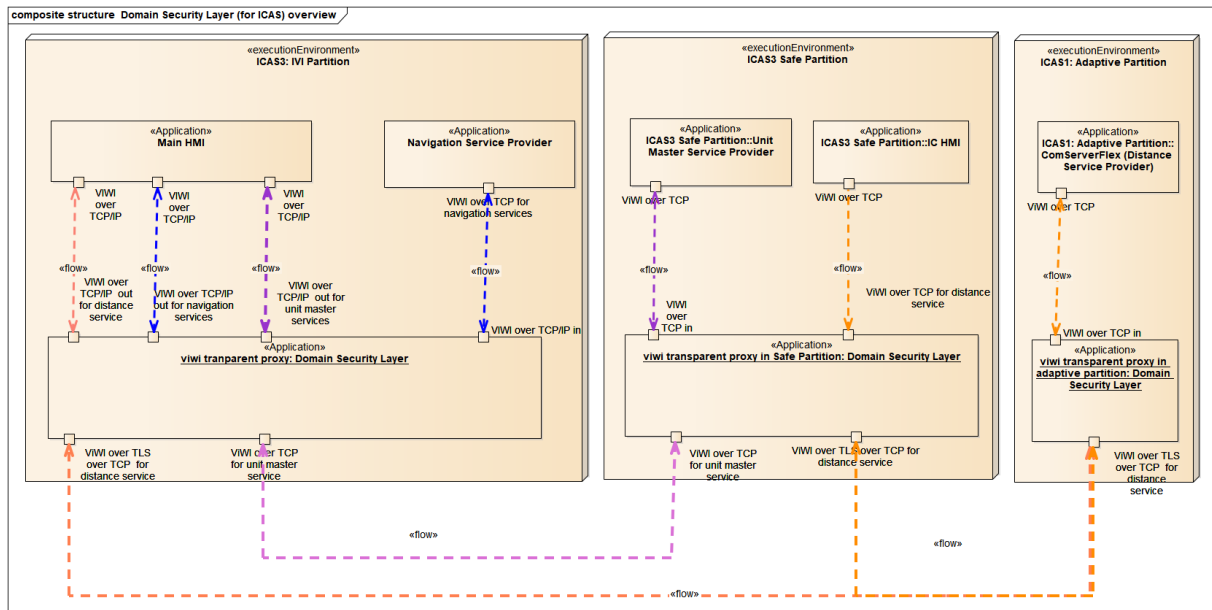 composite structure Domain Security Layer (for ICAS) overview
«executionEnvironment»
ICAS3: IVI Partition
«Application»
Main HMI
«Application»
Navigation Service Provider
VIWI
over
TCP/IP
VIWI
over
TCP/IP
VIWI
over
TCP/IP
ViWI over TCP for
navigation services
«flow»
«flow»
«flow»
«flow»
VIWI over
TCP/IP out
for distance
service
VIWI over TCP/IP
out for navigation
services
VIWI over
TCP/IP out for
unit master
services
VIWI over TCP/IP in
«Application»
viwi tranparent proxy: Domain Security Layer
ViWI over TLS
over TCP for
distance service
ViWI over TCP
for unit master
service
«executionEnvironment»
ICAS3 Safe Partition
«Application»
ICAS3 Safe Partition::Unit
Master Service Provider
«Application»
ICAS3 Safe Partition::IC HMI
ViWI over TCP
ViWI over TCP
«flow»
«flow»
VIWI
over
TCP in
ViWI over TCP for distance
service
«Application»
viwi transparent proxy in Safe Partition: Domain Security Layer
ViWI over TCP
for unit master
service
ViWI over TLS over TCP for
distance service
«executionEnvironment»
ICAS1: Adaptive Partition
«Application»
ICAS1: Adaptive Partition::
ComServerFlex (Distance
Service Provider)
ViWI over TCP
«flow»
VIWI over TCP in
«Application»
viwi transparent proxy in
adaptive partition: Domain
Security Layer
ViWI over TLS
over TCP for
distance
service
«flow»
«flow»
«flow»